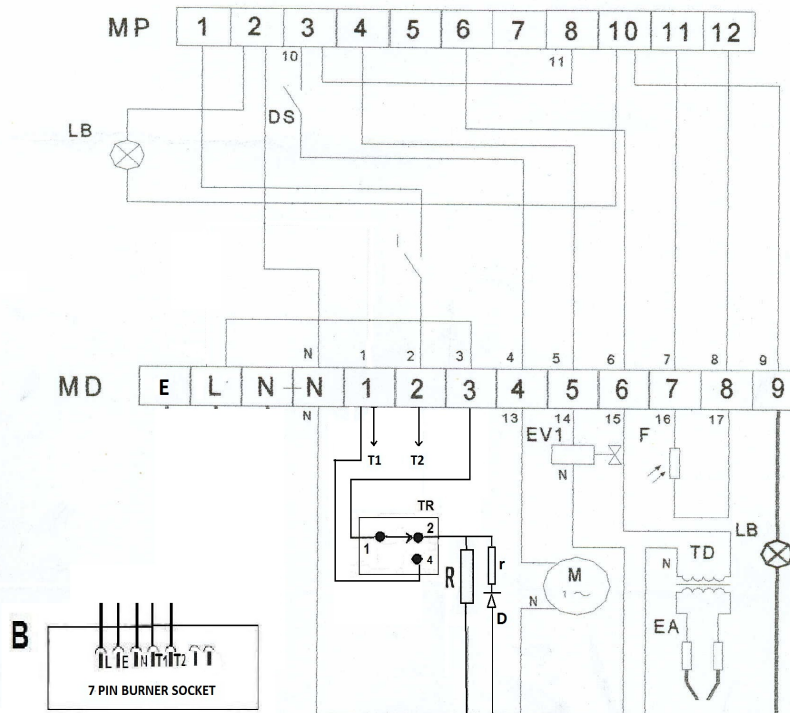 MP 1 2 3 4 5 6 7 8 10 11 12
10 11
DS
LB
I
N 1 2 3 4 5 6 7 8 9
MD E L N N 1 2 3 4 5 6 7 8 9
N 13 14 15 16 17
EV1 F
T1 T2
N
TR
LB
1 2
4
TD
N
R r
M
1 ~
D
N
EA
B
L E N T1 T2
7 PIN BURNER SOCKET